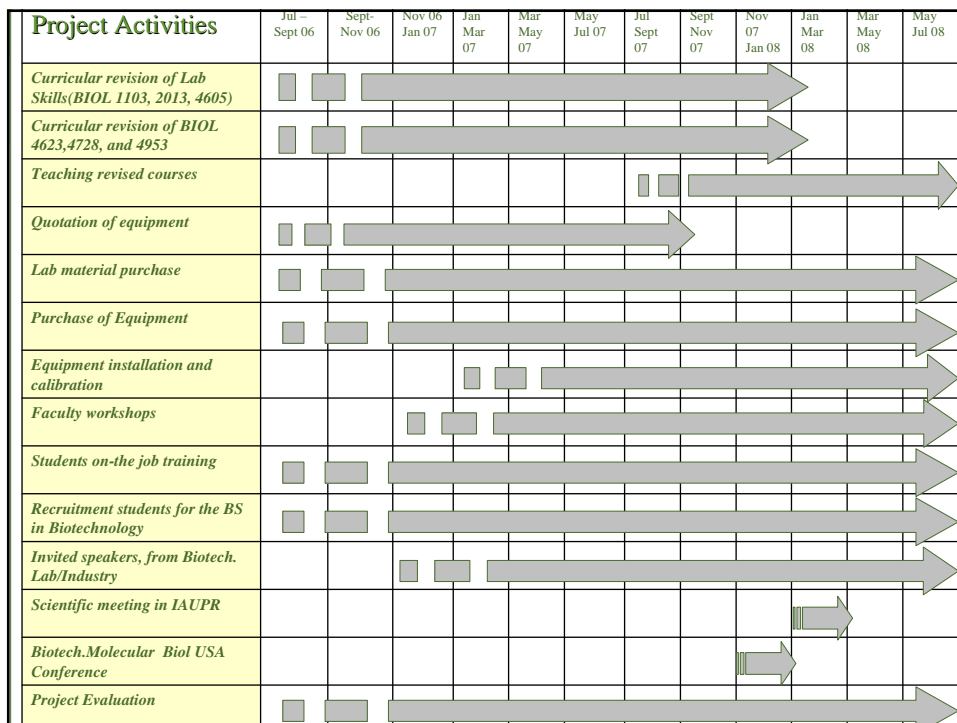 Project Activities
Jul –
Sept 06
Sept-
Nov 06
Nov 06
Jan 07
Jan
Mar
07
Mar
May
07
May
Jul 07
Jul
Sept
07
Sept
Nov
07
Nov
07
Jan 08
Jan
Mar
08
Mar
May
08
May
Jul 08
Curricular revision of Lab
Skills(BIOL 1103, 2013, 4605)
Curricular revision of BIOL
4623,4728, and 4953
Teaching revised courses
Quotation of equipment
Lab material purchase
Purchase of Equipment
Equipment installation and
calibration
Faculty workshops
Students on-the job training
Recruitment students for the BS
in Biotechnology
Invited speakers, from Biotech.
Lab/Industry
Scientific meeting in IAUPR
Biotech.Molecular Biol USA
Conference
Project Evaluation